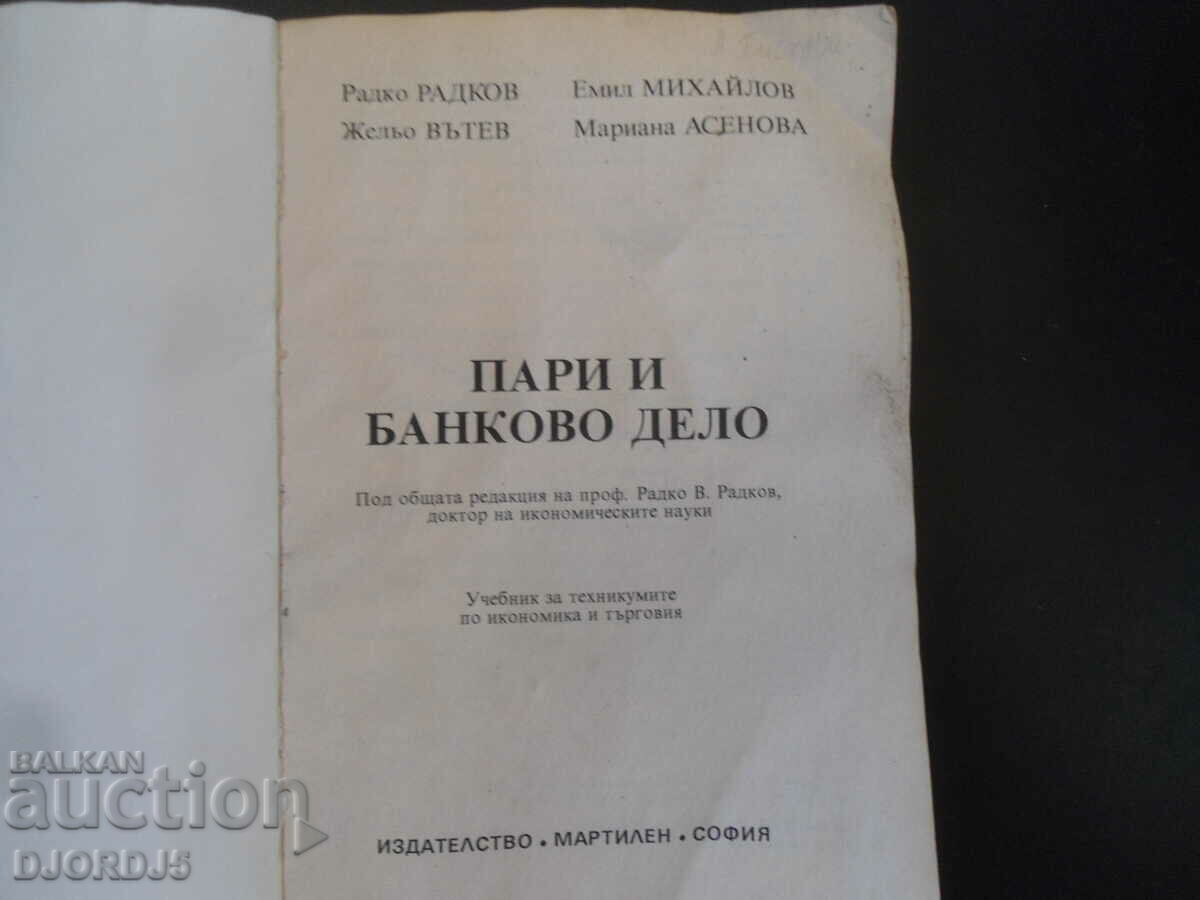 Радко РАДКОВ Емил МИХАЙЛОВ
Жельо ВЪТЕВ Мариана АСЕНОВА
ПАРИ И
БАНКОВО ДЕЛО
Под общата редакция на проф. Радко В. Радков,
доктор на икономическите науки
Учебник за техникумите
по икономика и търговия
ИЗДАТЕЛСТВО • МАРТИЛЕН • СОФИЯ
BALKAN
auction
DJORDJ5